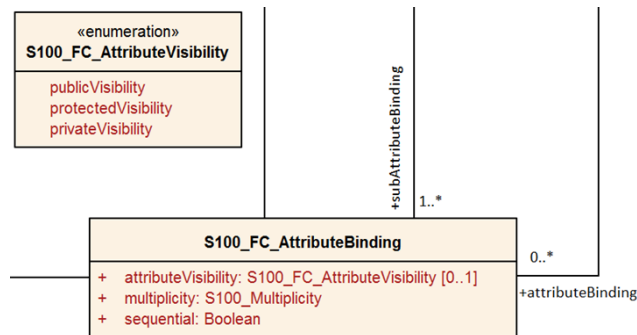 «enumeration»
S100_FC_AttributeVisibility
publicVisibility
protectedVisibility
privateVisibility
+subAttributeBinding
1..*
S100_FC_AttributeBinding
0..*
+ attributeVisibility: S100_FC_AttributeVisibility [0..1]
+attributeBinding
+ multiplicity: S100_Multiplicity
+ sequential: Boolean